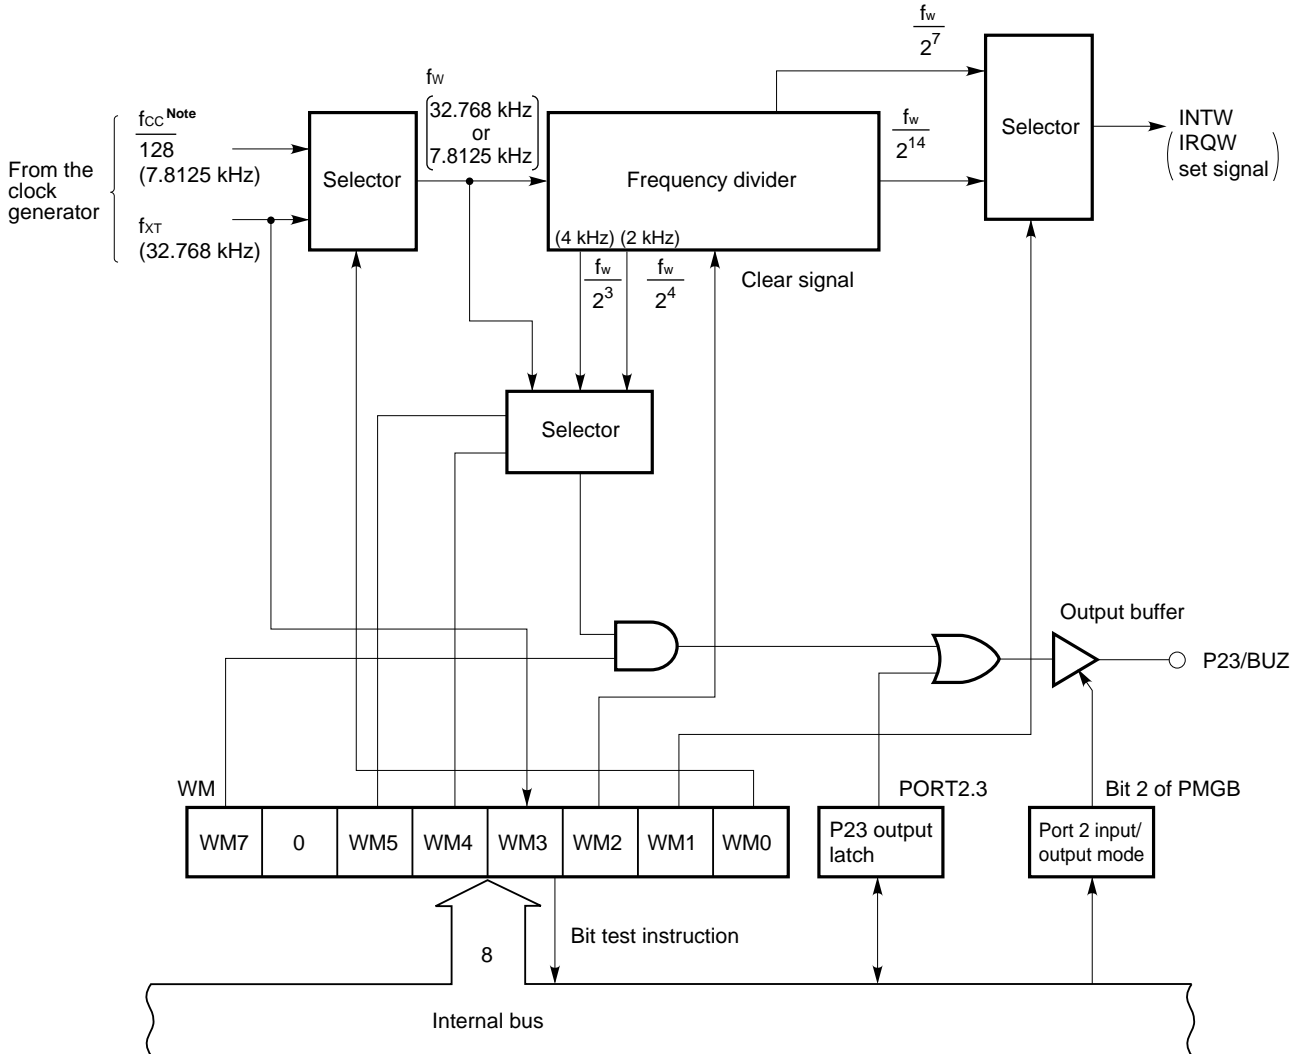 From the
clock
generator
fCC Note
128
(7.8125 kHz)
fXT
(32.768 kHz)
Selector
fW
32.768 kHz
or
7.8125 kHz
Frequency divider
(4 kHz) (2 kHz)
fw
2^7
fw
2^14
Selector
INTW
IRQW
set signal
fw
2^3
fw
2^4
Clear signal
Selector
Output buffer
P23/BUZ
WM
WM7 0 WM5 WM4 WM3 WM2 WM1 WM0
PORT2.3
P23 output
latch
Bit 2 of PMGB
Port 2 input/
output mode
8
Bit test instruction
Internal bus